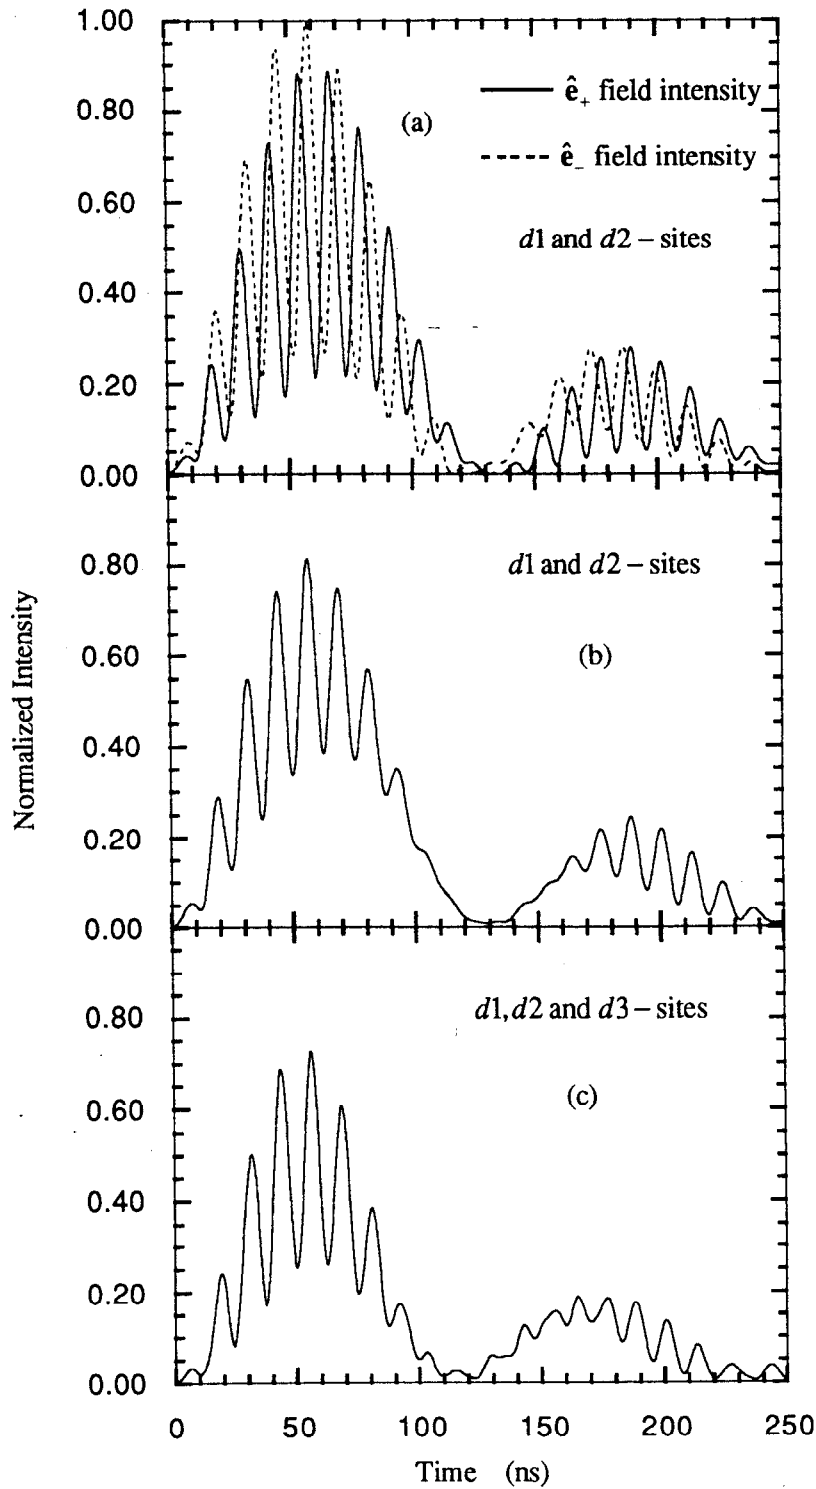 1.00
0.80
0.60
0.40
0.20
0.00
(a)
ê₊ field intensity
ê₋ field intensity
d1 and d2 – sites
0.80
0.60
0.40
0.20
0.00
d1 and d2 – sites
(b)
Normalized Intensity
0.80
0.60
0.40
0.20
0.00
d1, d2 and d3 – sites
(c)
0 50 100 150 200 250
Time (ns)